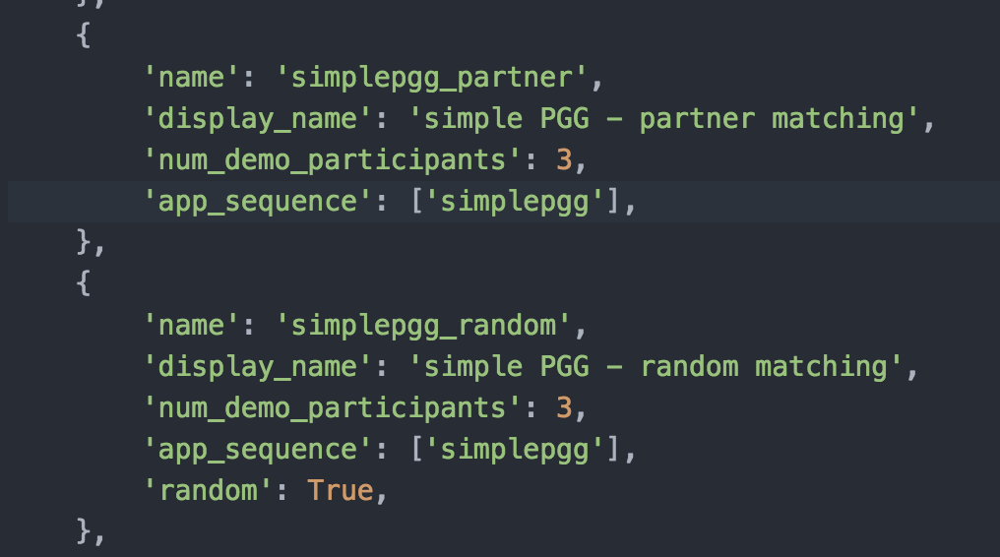 },
{
'name': 'simplepgg_partner',
'display_name': 'simple PGG – partner matching',
'num_demo_participants': 3,
'app_sequence': ['simplepgg'],
},
{
'name': 'simplepgg_random',
'display_name': 'simple PGG – random matching',
'num_demo_participants': 3,
'app_sequence': ['simplepgg'],
'random': True,
},